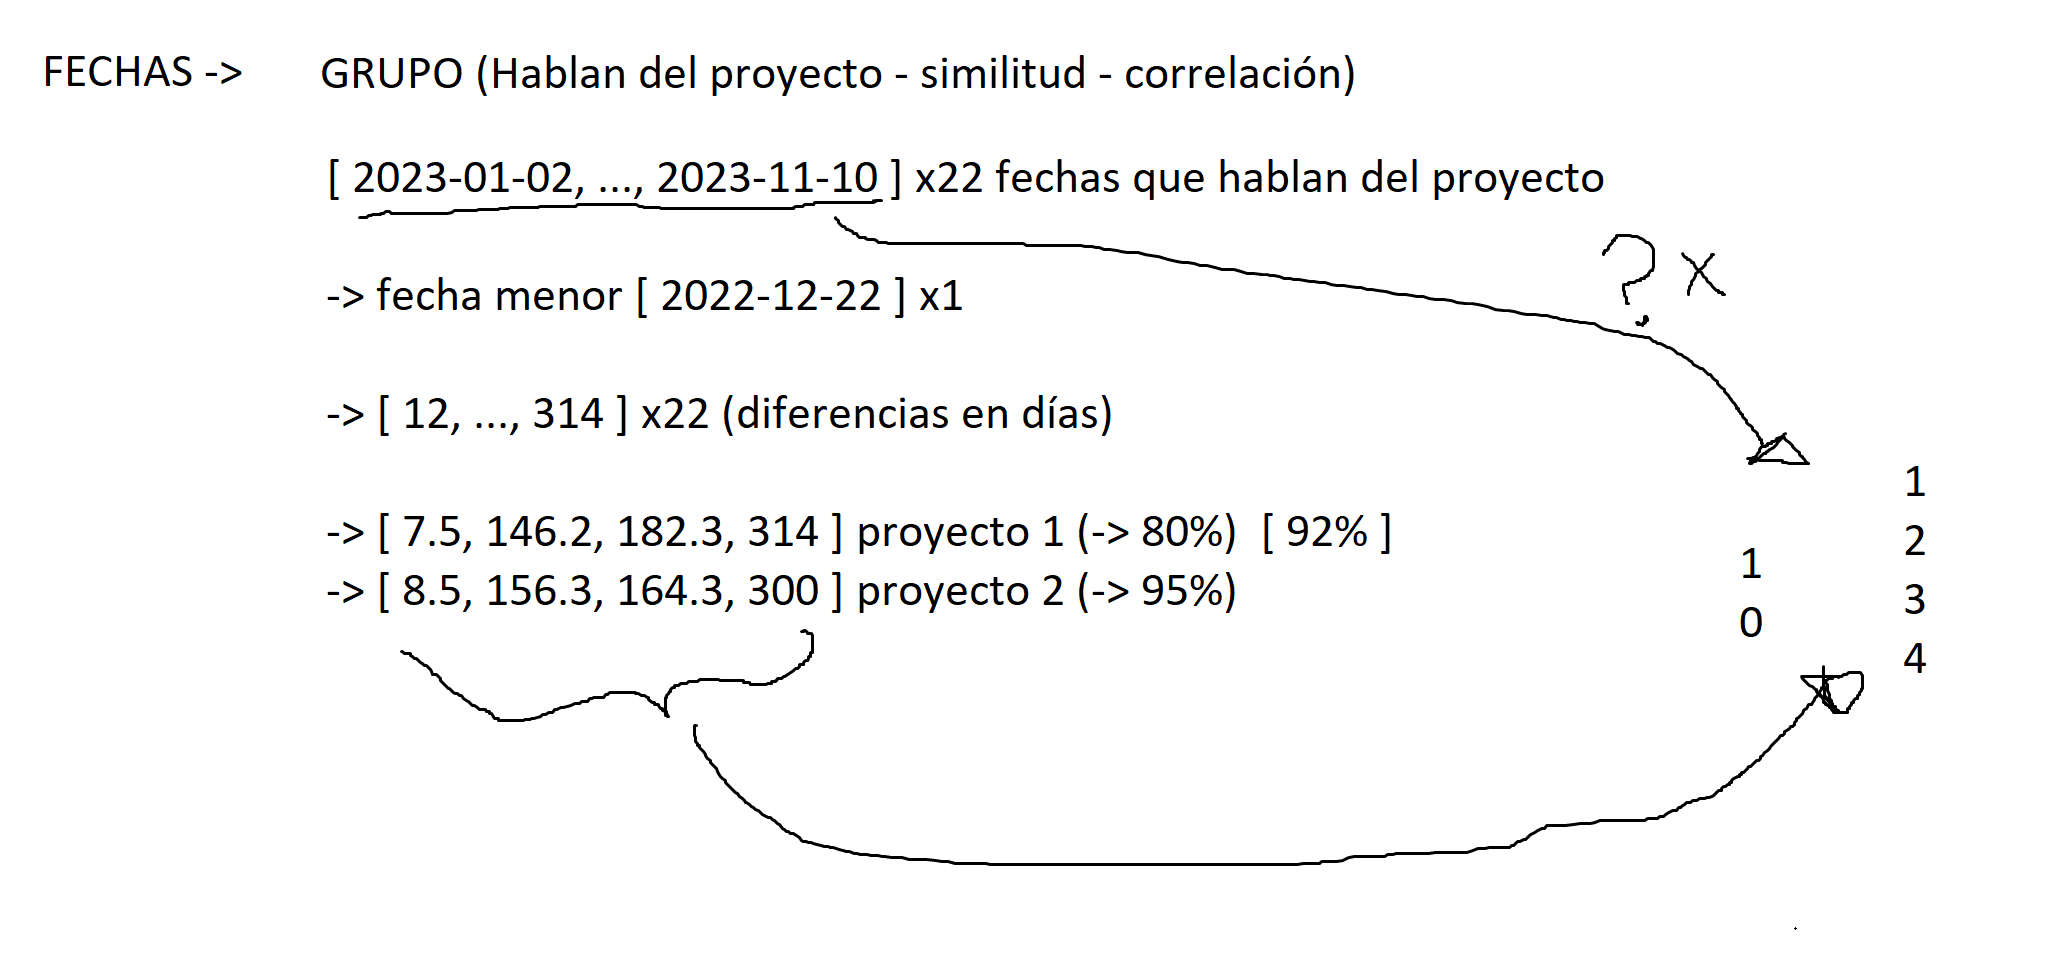 FECHAS -> GRUPO (Hablan del proyecto - similitud - correlación)
[ 2023-01-02, ..., 2023-11-10 ] x22 fechas que hablan del proyecto
? x
-> fecha menor [ 2022-12-22 ] x1
-> [ 12, ..., 314 ] x22 (diferencias en días)
1
-> [ 7.5, 146.2, 182.3, 314 ] proyecto 1 (-> 80%) [ 92% ]
2
1
-> [ 8.5, 156.3, 164.3, 300 ] proyecto 2 (-> 95%)
3
0
4